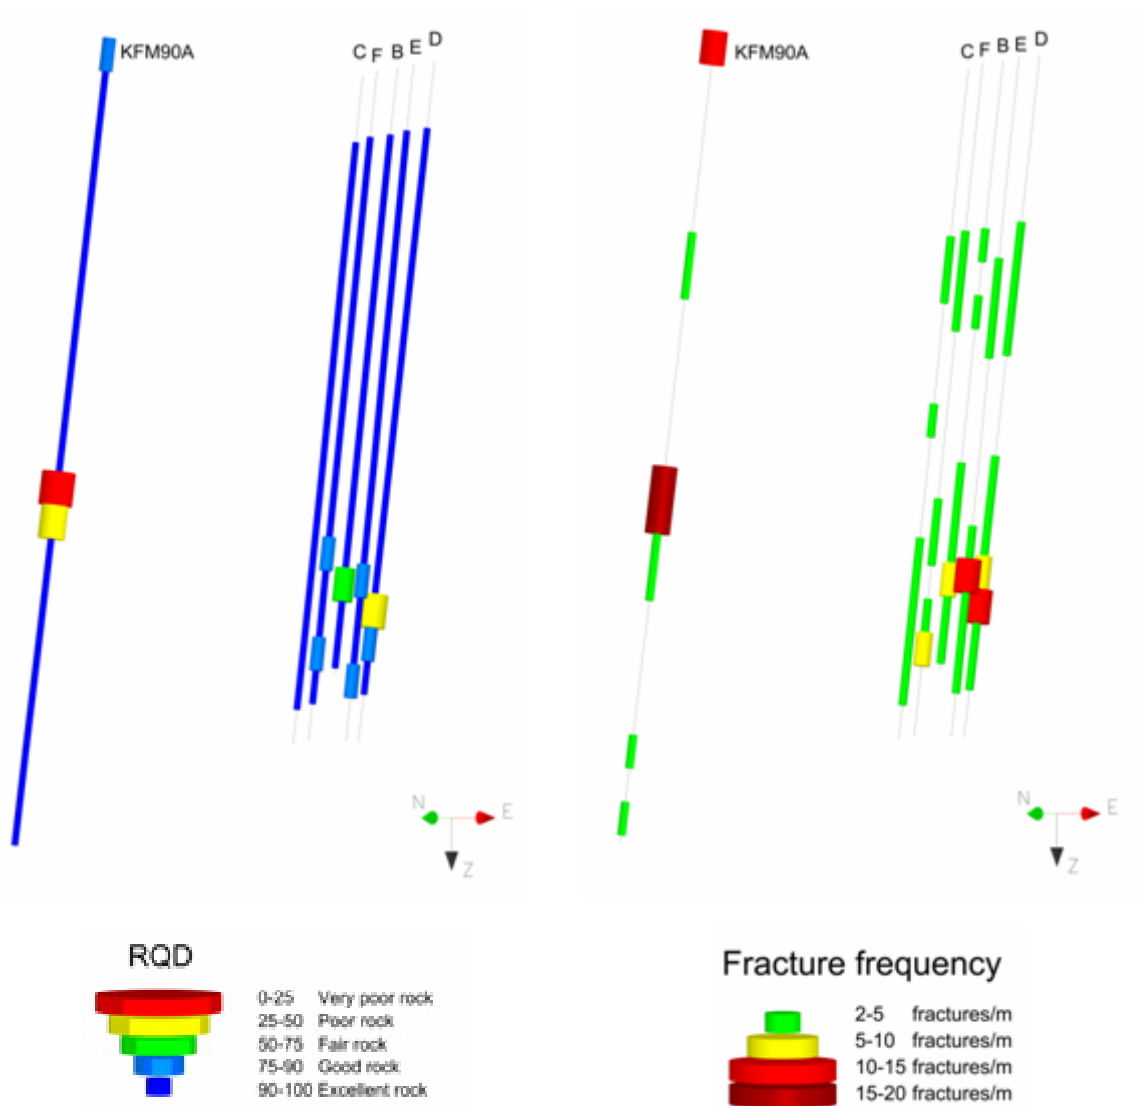 KFM90A
C F B E D
KFM90A
C F B E D
N
E
Z
N
E
Z
RQD
0-25 Very poor rock
25-50 Poor rock
50-75 Fair rock
75-90 Good rock
90-100 Excellent rock
Fracture frequency
2-5 fractures/m
5-10 fractures/m
10-15 fractures/m
15-20 fractures/m